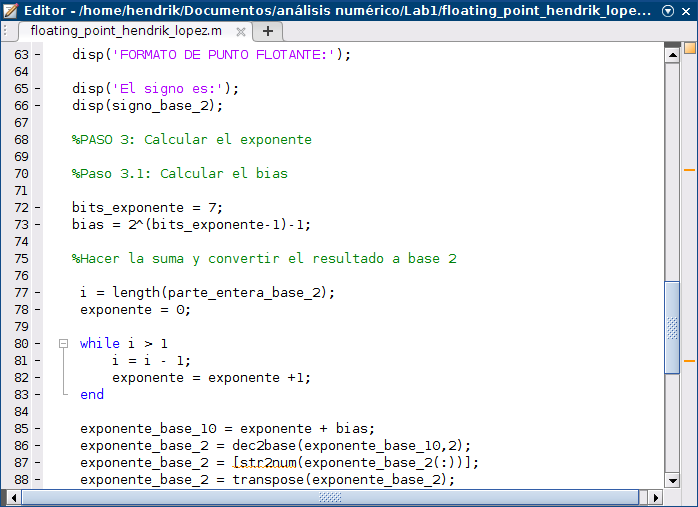 Editor - /home/hendrik/Documentos/análisis numérico/Lab1/floating_point_hendrik_lope...
floating_point_hendrik_lopez.m
63 - disp('FORMATO DE PUNTO FLOTANTE:');
64
65 - disp('El signo es:');
66 - disp(signo_base_2);
67
68 %PASO 3: Calcular el exponente
69
70 %Paso 3.1: Calcular el bias
71
72 - bits_exponente = 7;
73 - bias = 2^(bits_exponente-1)-1;
74
75 %Hacer la suma y convertir el resultado a base 2
76
77 - i = length(parte_entera_base_2);
78 - exponente = 0;
79
80 - while i > 1
81 - i = i - 1;
82 - exponente = exponente +1;
83 - end
84
85 - exponente_base_10 = exponente + bias;
86 - exponente_base_2 = dec2base(exponente_base_10,2);
87 - exponente_base_2 = [str2num(exponente_base_2(:))];
88 - exponente_base_2 = transpose(exponente_base_2);